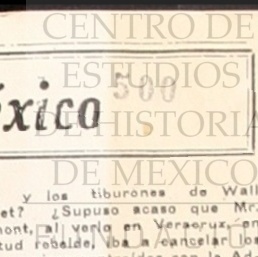 CENTRO DE
ESTUDIOS
DE HISTORIA
DE MEXICO
FUNDACIÓN
éxico 500
y los tiburones de Wall
et? ¿Supuso acaso que Mr.
mont, al verlo en Veracruz, en
tud rebelde, iba a cancelar los